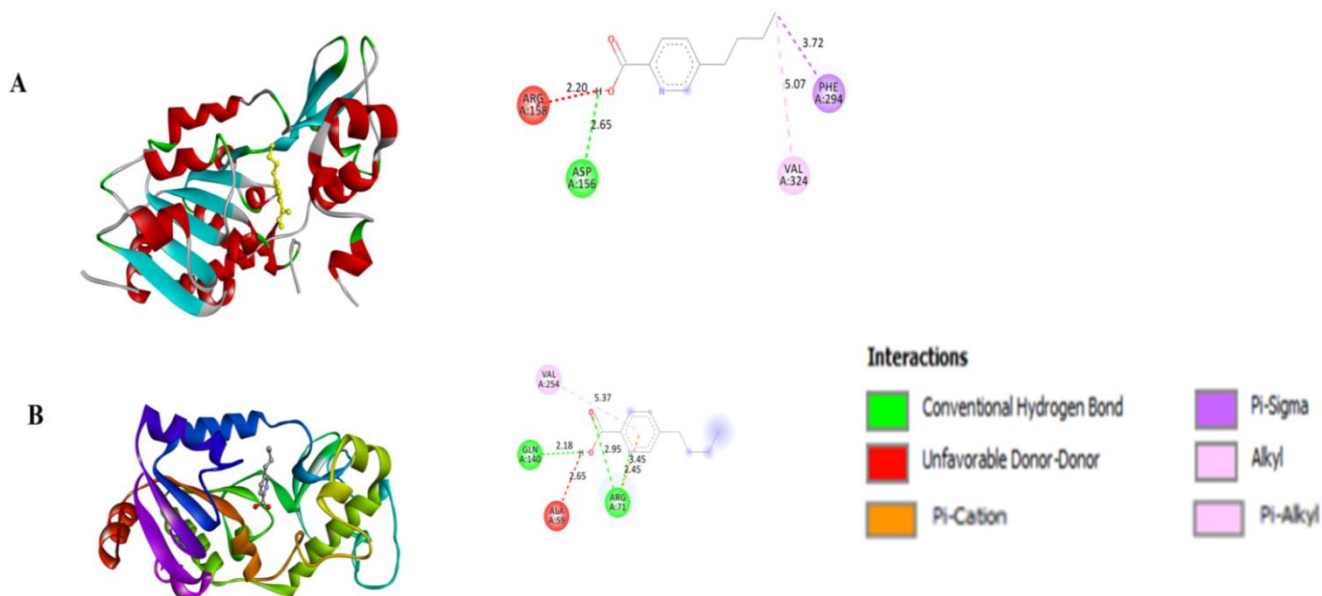 A
O
H
O
N
2.20
2.65
3.72
5.07
ARG
A:158
ASP
A:156
PHE
A:294
VAL
A:324
B
VAL
A:254
5.37
O
H
O
GLN
A:140
2.18
2.65
2.95
3.45
2.45
ALA
A:59
ARG
A:71
Interactions
Conventional Hydrogen Bond
Unfavorable Donor-Donor
Pi-Cation
Pi-Sigma
Alkyl
Pi-Alkyl